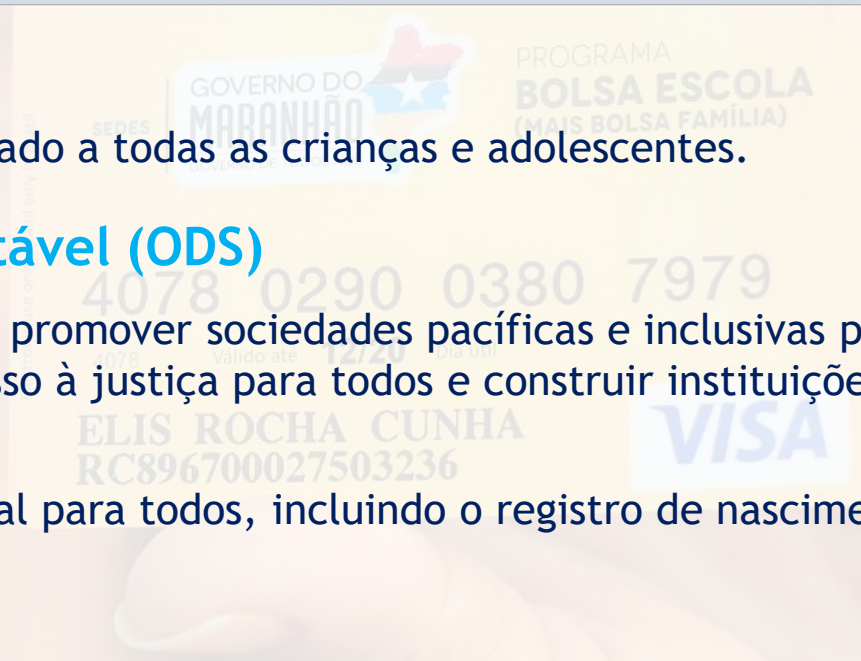 GOVERNO DO
MARANHÃO
SEDES
PROGRAMA
BOLSA ESCOLA
(MAIS BOLSA FAMÍLIA)
ado a todas as crianças e adolescentes.
tável (ODS)
4078 0290 0380 7979
promover sociedades pacíficas e inclusivas p
4078 Válido até 12/20 Dia útil
so à justiça para todos e construir instituiçõe
ELIS ROCHA CUNHA
VISA
RC896700027503236
al para todos, incluindo o registro de nascime